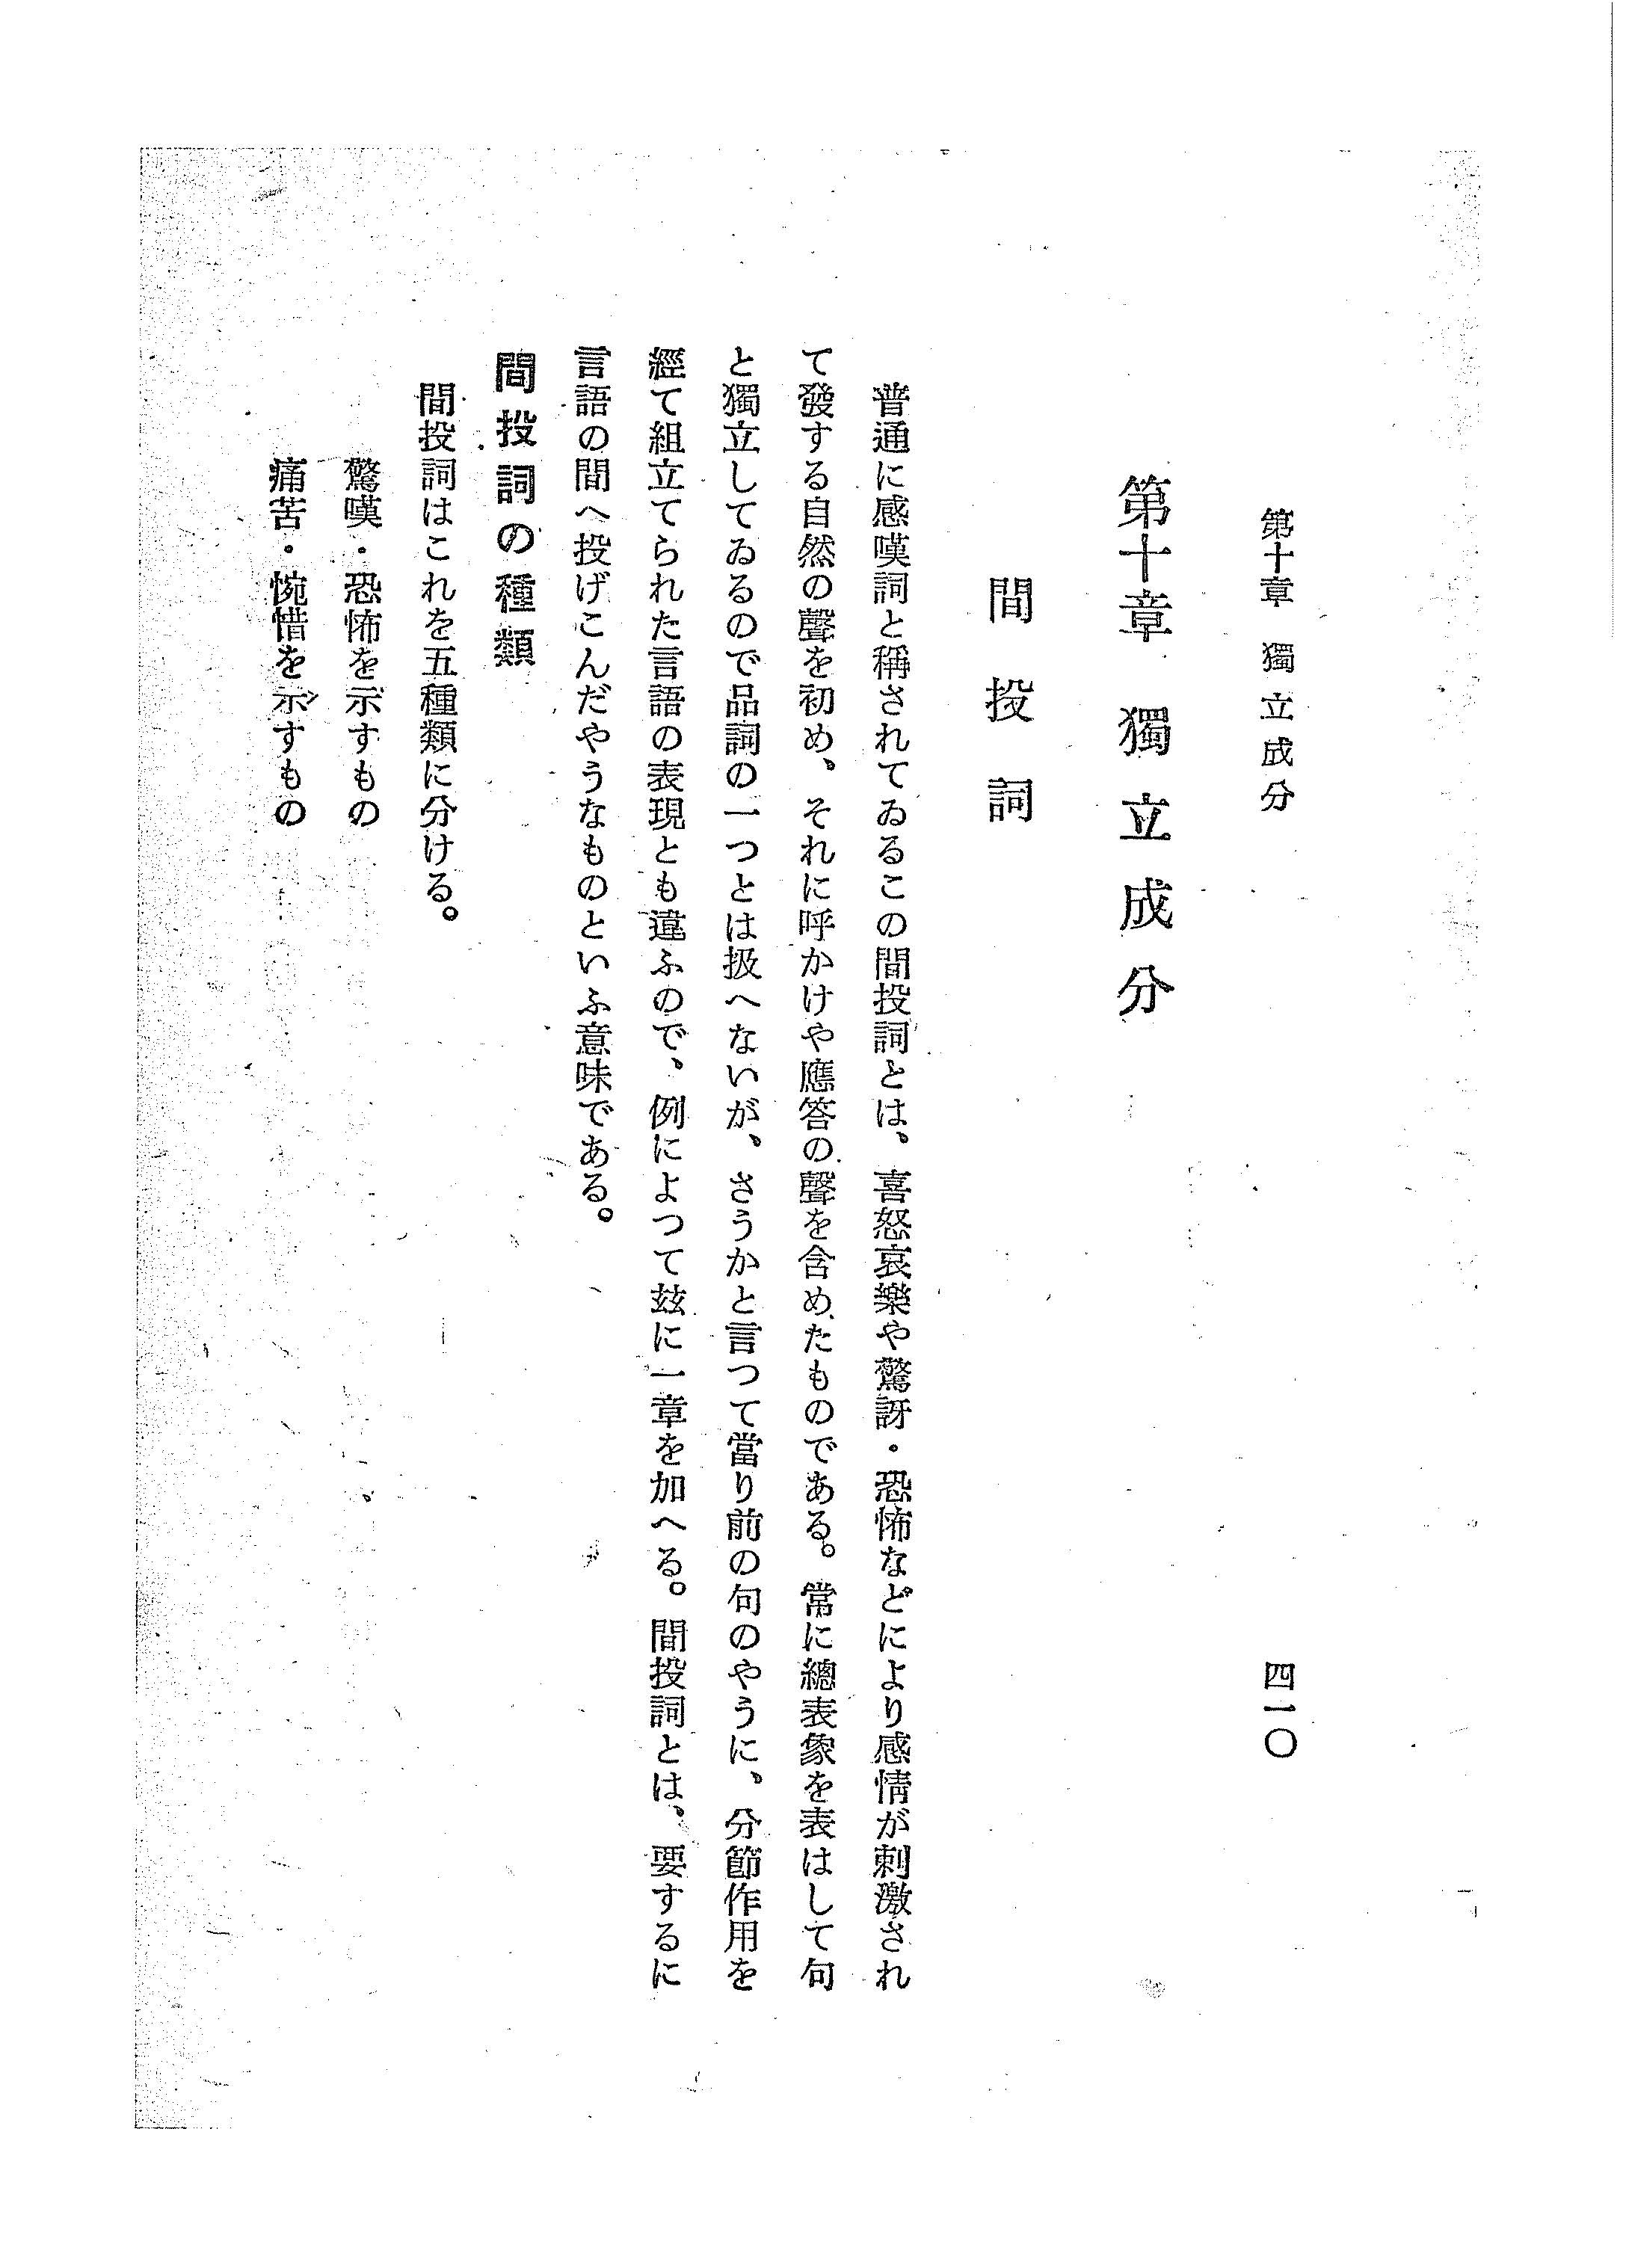 第十章　獨立成分
四一〇
第十章　獨立成分
間投詞
普通に感嘆詞と稱されてゐるこの間投詞とは、喜怒哀樂や驚訝・恐怖などにより感情が刺激され
て發する自然の聲を初め、それに呼かけや應答の聲を含めたものである。常に總表象を表はして句
と獨立してゐるので品詞の一つとは扱へないが、さうかと言つて當り前の句のやうに、分節作用を
經て組立てられた言語の表現とも違ふので、例によつて玆に一章を加へる。間投詞とは、要するに
言語の間へ投げこんだやうなものといふ意味である。
間投詞の種類
間投詞はこれを五種類に分ける。
驚嘆・恐怖を示すもの
痛苦・惋惜を示すもの